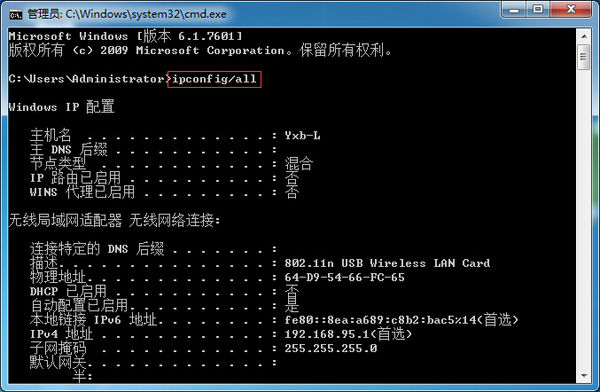 管理员: C:\Windows\system32\cmd.exe
Microsoft Windows [版本 6.1.7601]
版权所有 (c) 2009 Microsoft Corporation。保留所有权利。
C:\Users\Administrator>ipconfig/all
Windows IP 配置
主机名 . . . . . . . . . . . . . : Yxb-L
主 DNS 后缀 . . . . . . . . . . . :
节点类型 . . . . . . . . . . . . : 混合
IP 路由已启用 . . . . . . . . . . : 否
WINS 代理已启用 . . . . . . . . . : 否
无线局域网适配器 无线网络连接:
连接特定的 DNS 后缀 . . . . . . . :
描述. . . . . . . . . . . . . . . : 802.11n USB Wireless LAN Card
物理地址. . . . . . . . . . . . . : 64-D9-54-66-FC-65
DHCP 已启用 . . . . . . . . . . . : 否
自动配置已启用. . . . . . . . . . : 是
本地链接 IPv6 地址. . . . . . . . : fe80::8ea:a689:c8b2:bac5%14(首选)
IPv4 地址 . . . . . . . . . . . . : 192.168.95.1(首选)
子网掩码 . . . . . . . . . . . . : 255.255.255.0
默认网关. . . . . . . . . . . . . :
半: